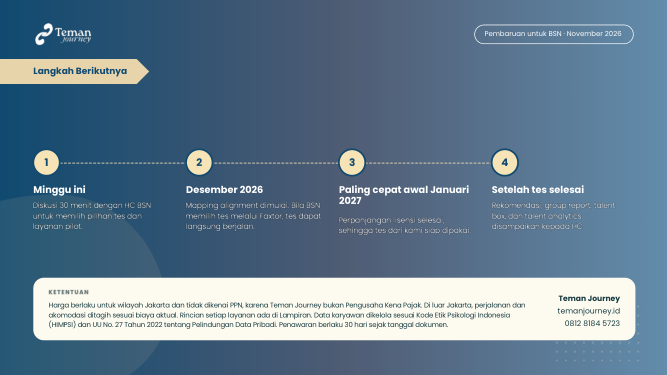 Teman
journey
Pembaruan untuk BSN · November 2026
Langkah Berikutnya
1
2
3
4
Minggu ini
Diskusi 30 menit dengan HC BSN
untuk memilih pilihan tes dan
layanan pilot.
Desember 2026
Mapping alignment dimulai. Bila BSN
memilih tes melalui Faxtor, tes dapat
langsung berjalan.
Paling cepat awal Januari
2027
Perpanjangan lisensi selesai,
sehingga tes dari kami siap dipakai.
Setelah tes selesai
Rekomendasi, group report, talent
box, dan talent analytics
disampaikan kepada HC.
KETENTUAN
Harga berlaku untuk wilayah Jakarta dan tidak dikenai PPN, karena Teman Journey bukan Pengusaha Kena Pajak. Di luar Jakarta, perjalanan dan
akomodasi ditagih sesuai biaya aktual. Rincian setiap layanan ada di Lampiran. Data karyawan dikelola sesuai Kode Etik Psikologi Indonesia
(HIMPSI) dan UU No. 27 Tahun 2022 tentang Pelindungan Data Pribadi. Penawaran berlaku 30 hari sejak tanggal dokumen.
Teman Journey
temanjourney.id
0812 8184 5723